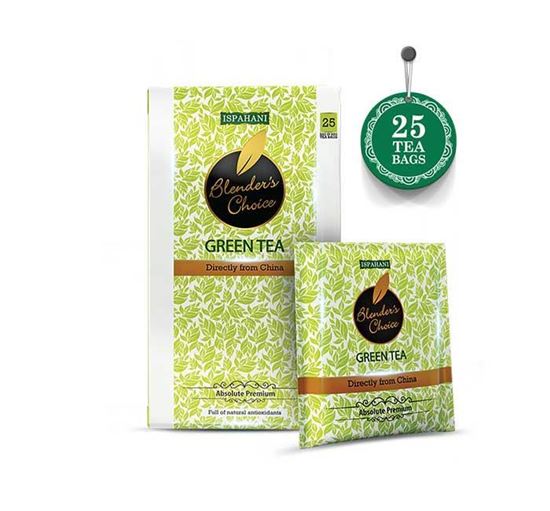 ISPAHANI
25
Blender's
Choice
GREEN TEA
Directly from China
Absolute Premium
Full of natural antioxidants
25
TEA
BAGS
ISPAHANI
Blender's
Choice
GREEN TEA
Directly from China
Absolute Premium